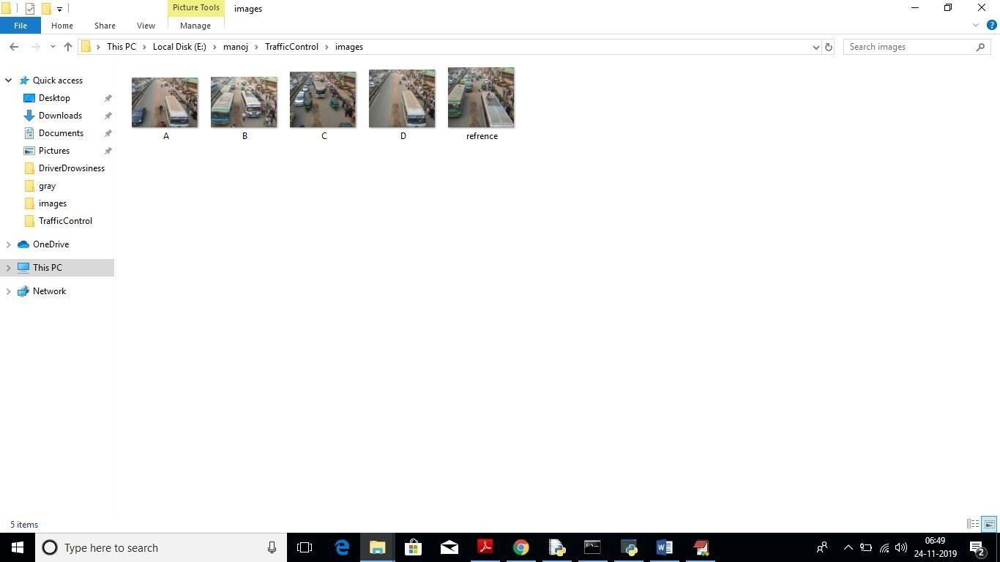 Picture Tools
images
File
Home
Share
View
Manage
This PC
Local Disk (E:)
manoj
TrafficControl
images
Search images
Quick access
Desktop
Downloads
Documents
Pictures
DriverDrowsiness
gray
images
TrafficControl
OneDrive
This PC
Network
A
B
C
D
refrence
5 items
Type here to search
06:49
24-11-2019
2